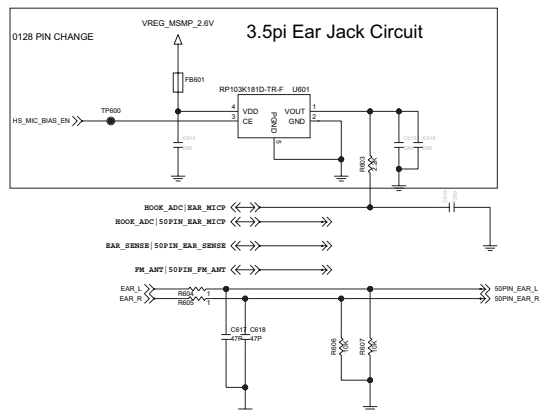 0128 PIN CHANGE
VREG_MSMP_2.6V
3.5pi Ear Jack Circuit
FB601
RP103K181D-TR-F U601
HS_MIC_BIAS_EN
TP600
4 VDD VOUT 1
3 CE GND 2
PGND
5
R603
2.2K
HOOK_ADC|EAR_MICP
HOOK_ADC|50PIN_EAR_MICP
EAR_SENSE|50PIN_EAR_SENSE
FM_ANT|50PIN_FM_ANT
EAR_L 50PIN_EAR_L
R604 1
EAR_R 50PIN_EAR_R
R605 1
C617 C618
47P 47P
R606
10K
R607
10K